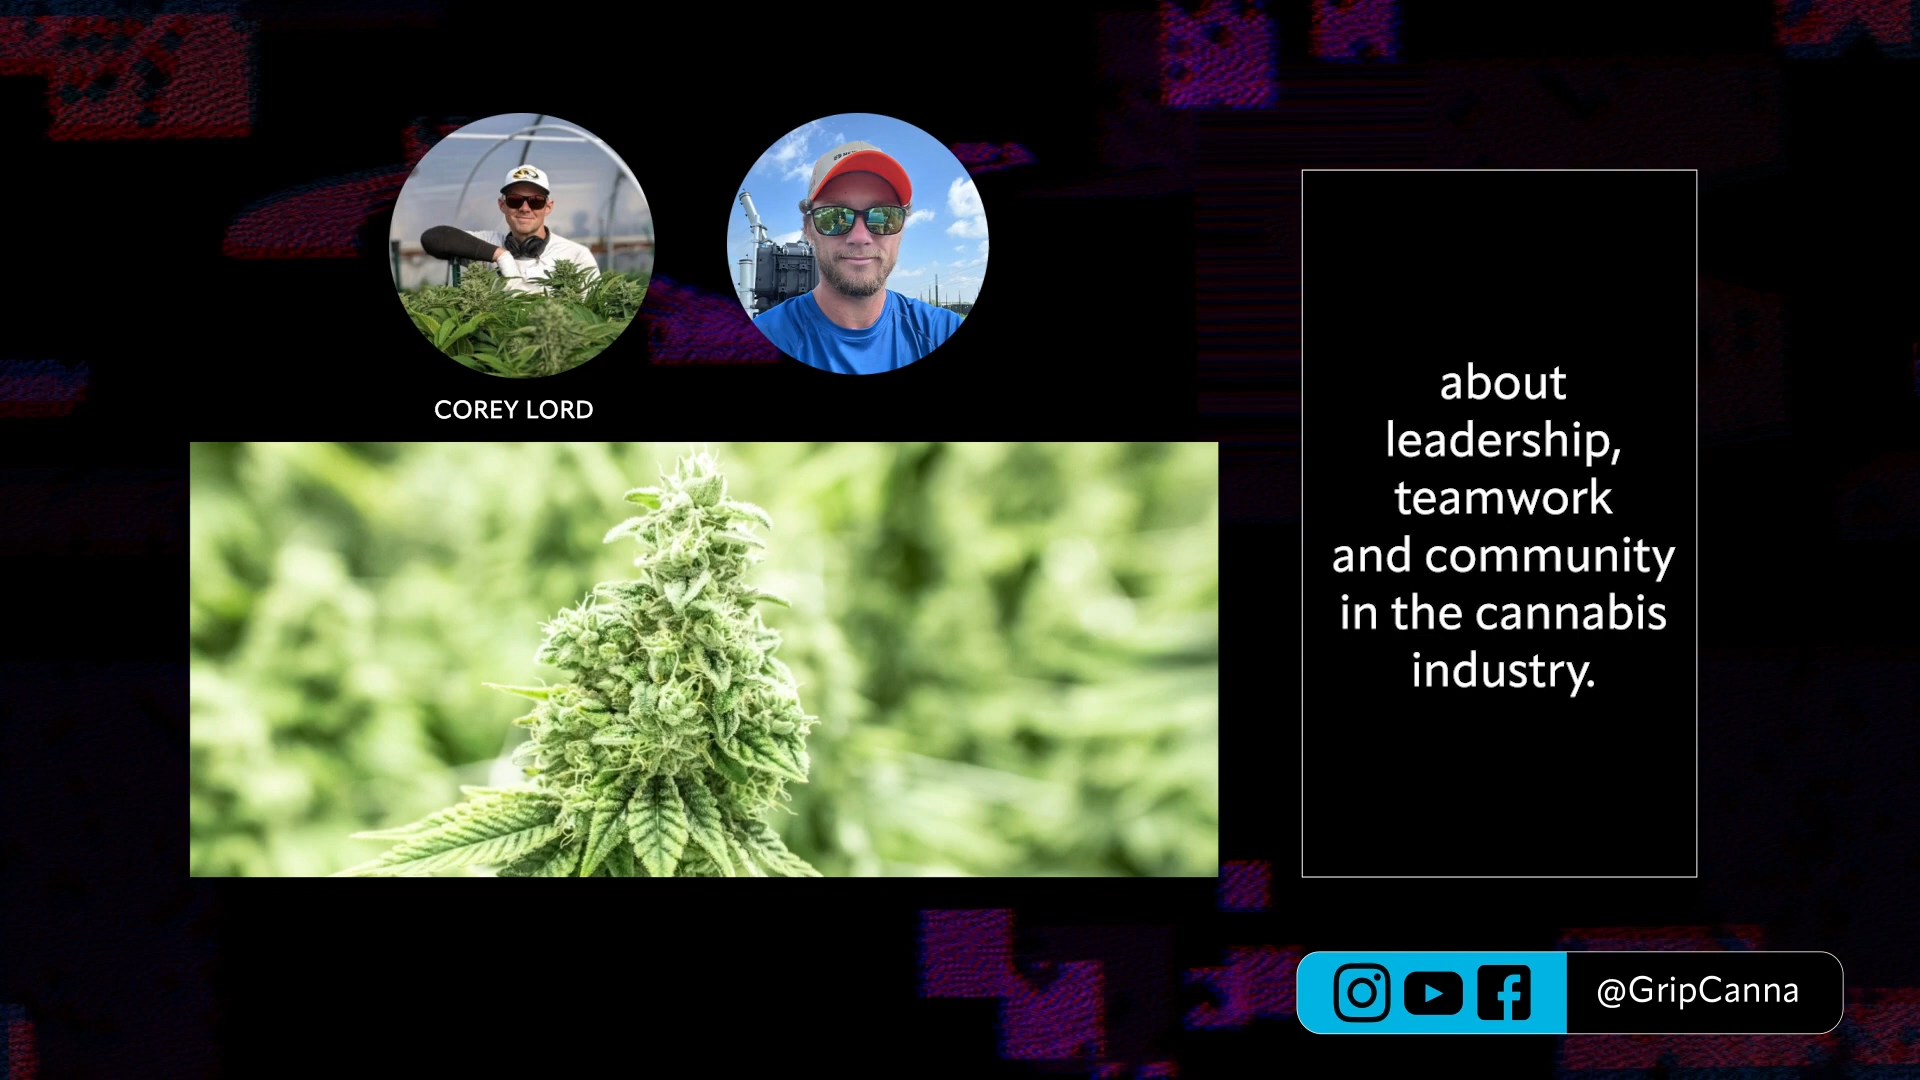 COREY LORD
about
leadership,
teamwork
and community
in the cannabis
industry.
@GripCanna